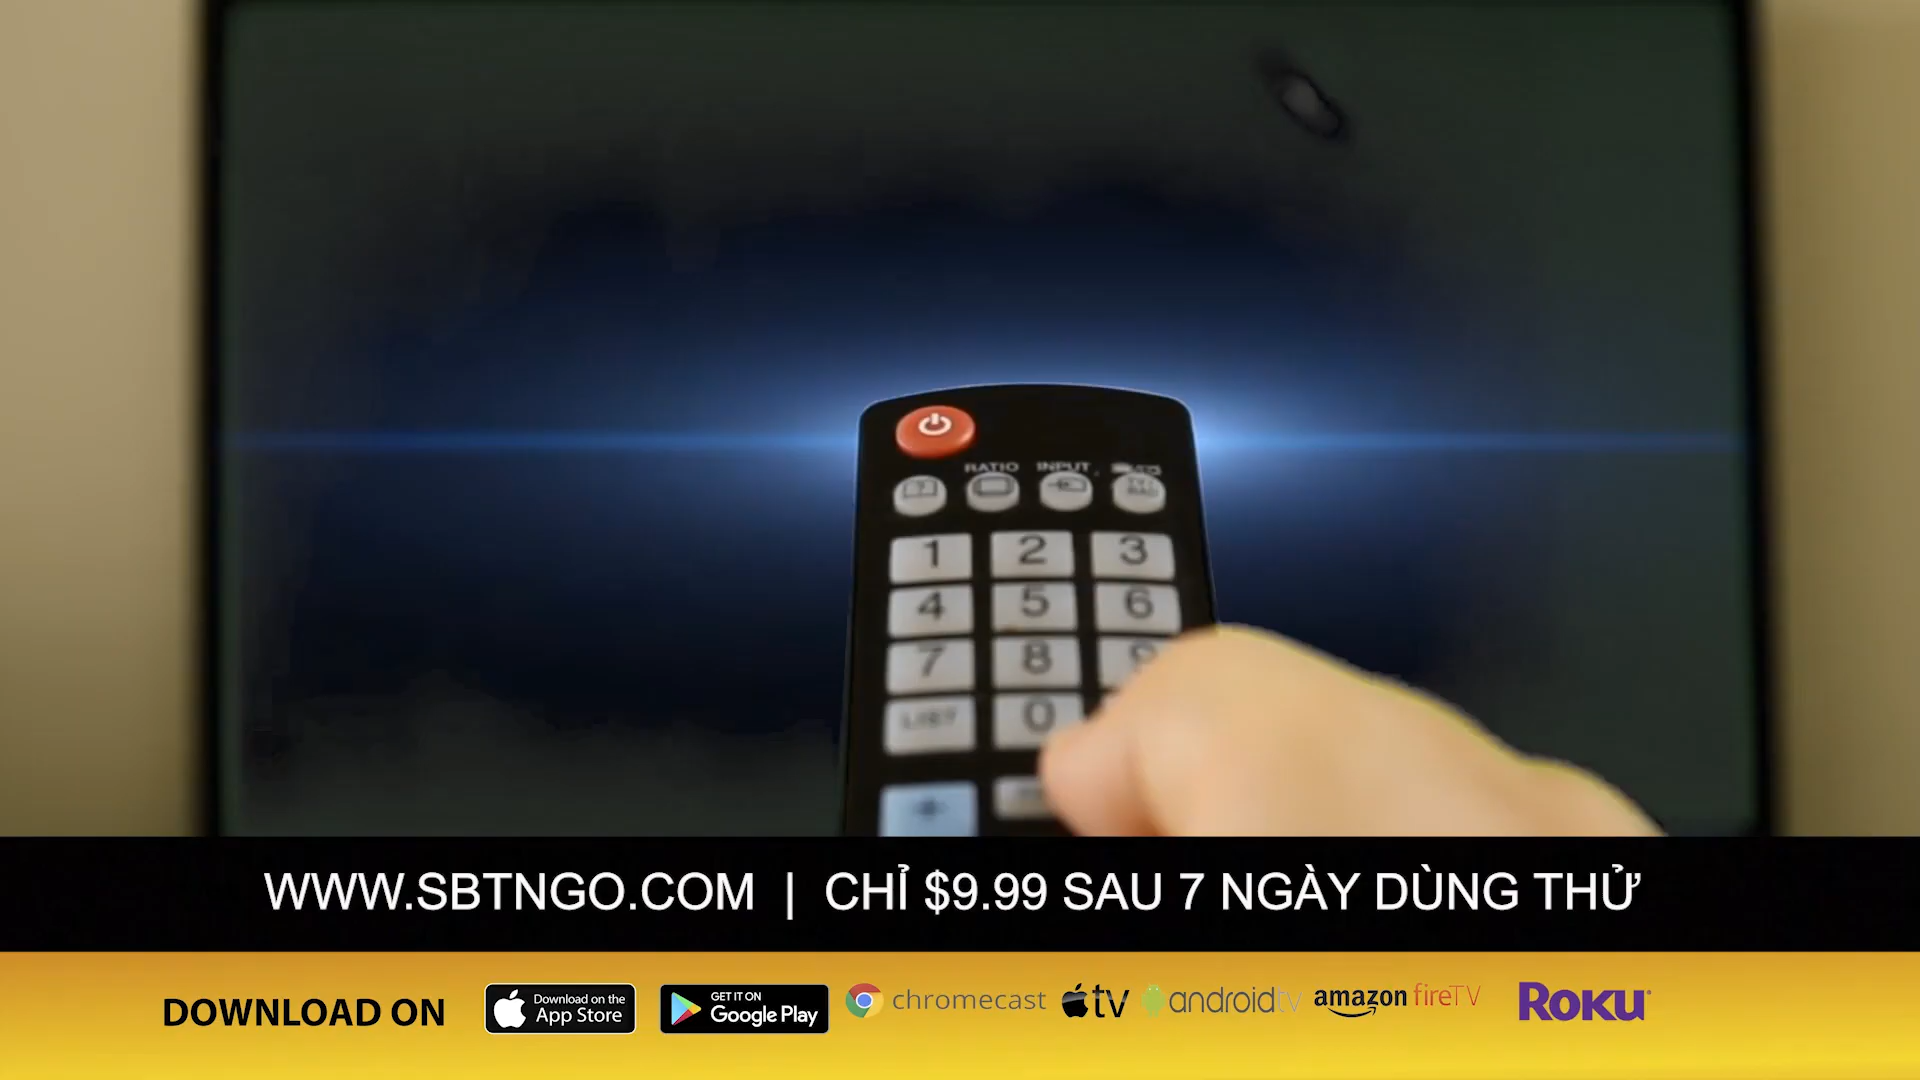 RATIO INPUT
1 2 3
4 5 6
7 8 9
LIST 0
WWW.SBTNGO.COM | CHỈ $9.99 SAU 7 NGÀY DÙNG THỬ
DOWNLOAD ON
Download on the
App Store
GET IT ON
Google Play
chromecast
tv
androidtv
amazon fireTV
ROKU